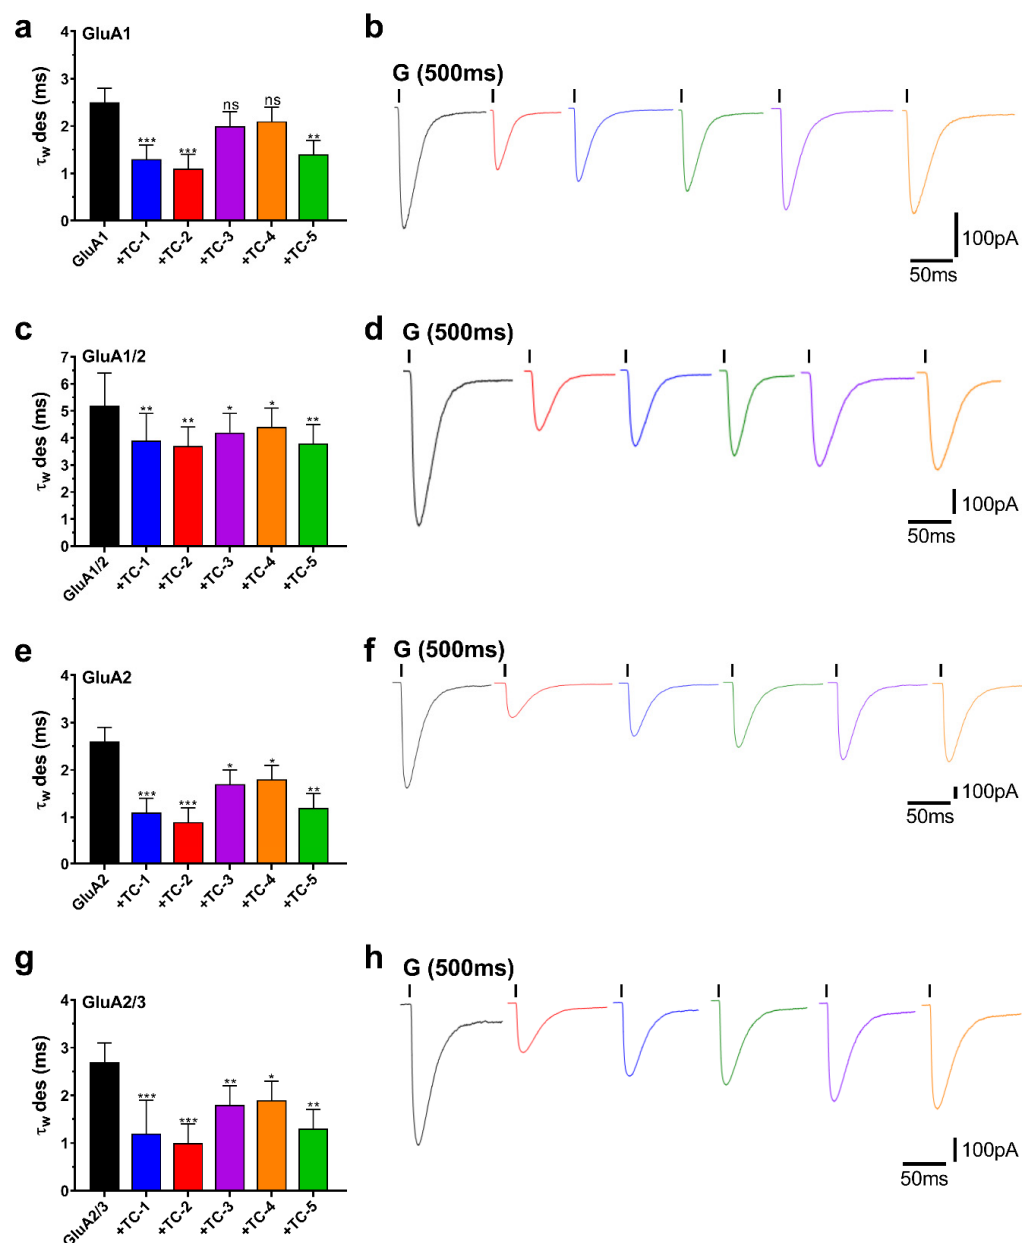 a
GluA1
τw des (ms)
4
3
2
1
0
***
***
ns
ns
**
GluA1
+TC-1
+TC-2
+TC-3
+TC-4
+TC-5
b
G (500ms)
100pA
50ms
c
GluA1/2
τw des (ms)
7
6
5
4
3
2
1
0
**
**
*
*
**
GluA1/2
+TC-1
+TC-2
+TC-3
+TC-4
+TC-5
d
G (500ms)
100pA
50ms
e
GluA2
τw des (ms)
4
3
2
1
0
***
***
*
*
**
GluA2
+TC-1
+TC-2
+TC-3
+TC-4
+TC-5
f
G (500ms)
100pA
50ms
g
GluA2/3
τw des (ms)
4
3
2
1
0
***
***
**
*
**
GluA2/3
+TC-1
+TC-2
+TC-3
+TC-4
+TC-5
h
G (500ms)
100pA
50ms